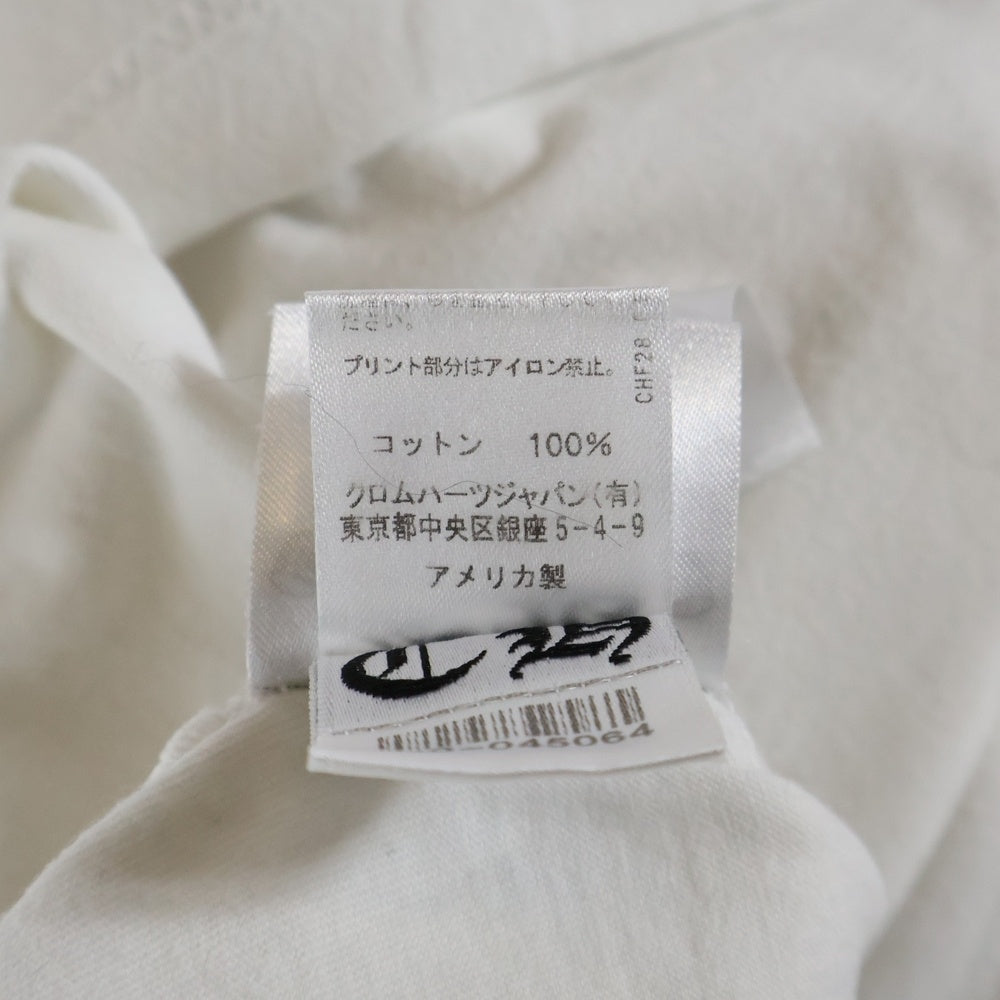 ださい。
プリント部分はアイロン禁止。
コットン 100%
クロムハーツジャパン(有)
東京都中央区銀座5-4-9
アメリカ製
CHF28
-045064